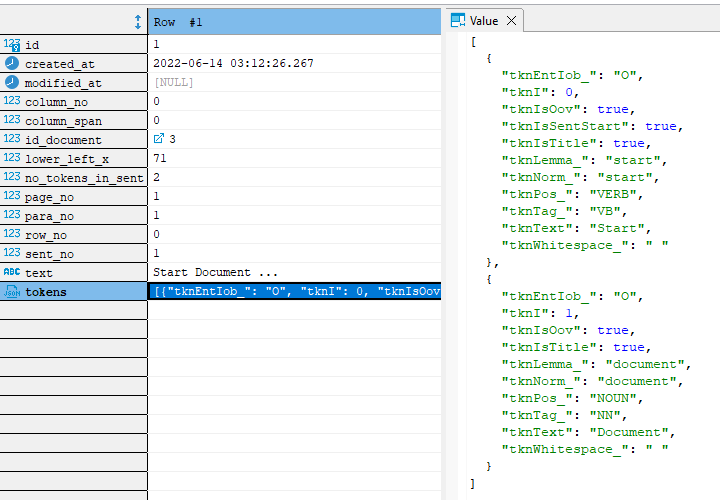 Row #1
123 id 1
created_at 2022-06-14 03:12:26.267
modified_at [NULL]
123 column_no 0
123 column_span 0
123 id_document 3
123 lower_left_x 71
123 no_tokens_in_sent 2
123 page_no 1
123 para_no 1
123 row_no 0
123 sent_no 1
ABC text Start Document ...
JSON tokens [{"tknEntIob_": "O", "tknI": 0, "tknIsOov
Value
[
{
"tknEntIob_": "O",
"tknI": 0,
"tknIsOov": true,
"tknIsSentStart": true,
"tknIsTitle": true,
"tknLemma_": "start",
"tknNorm_": "start",
"tknPos_": "VERB",
"tknTag_": "VB",
"tknText": "Start",
"tknWhitespace_": " "
},
{
"tknEntIob_": "O",
"tknI": 1,
"tknIsOov": true,
"tknIsTitle": true,
"tknLemma_": "document",
"tknNorm_": "document",
"tknPos_": "NOUN",
"tknTag_": "NN",
"tknText": "Document",
"tknWhitespace_": " "
}
]